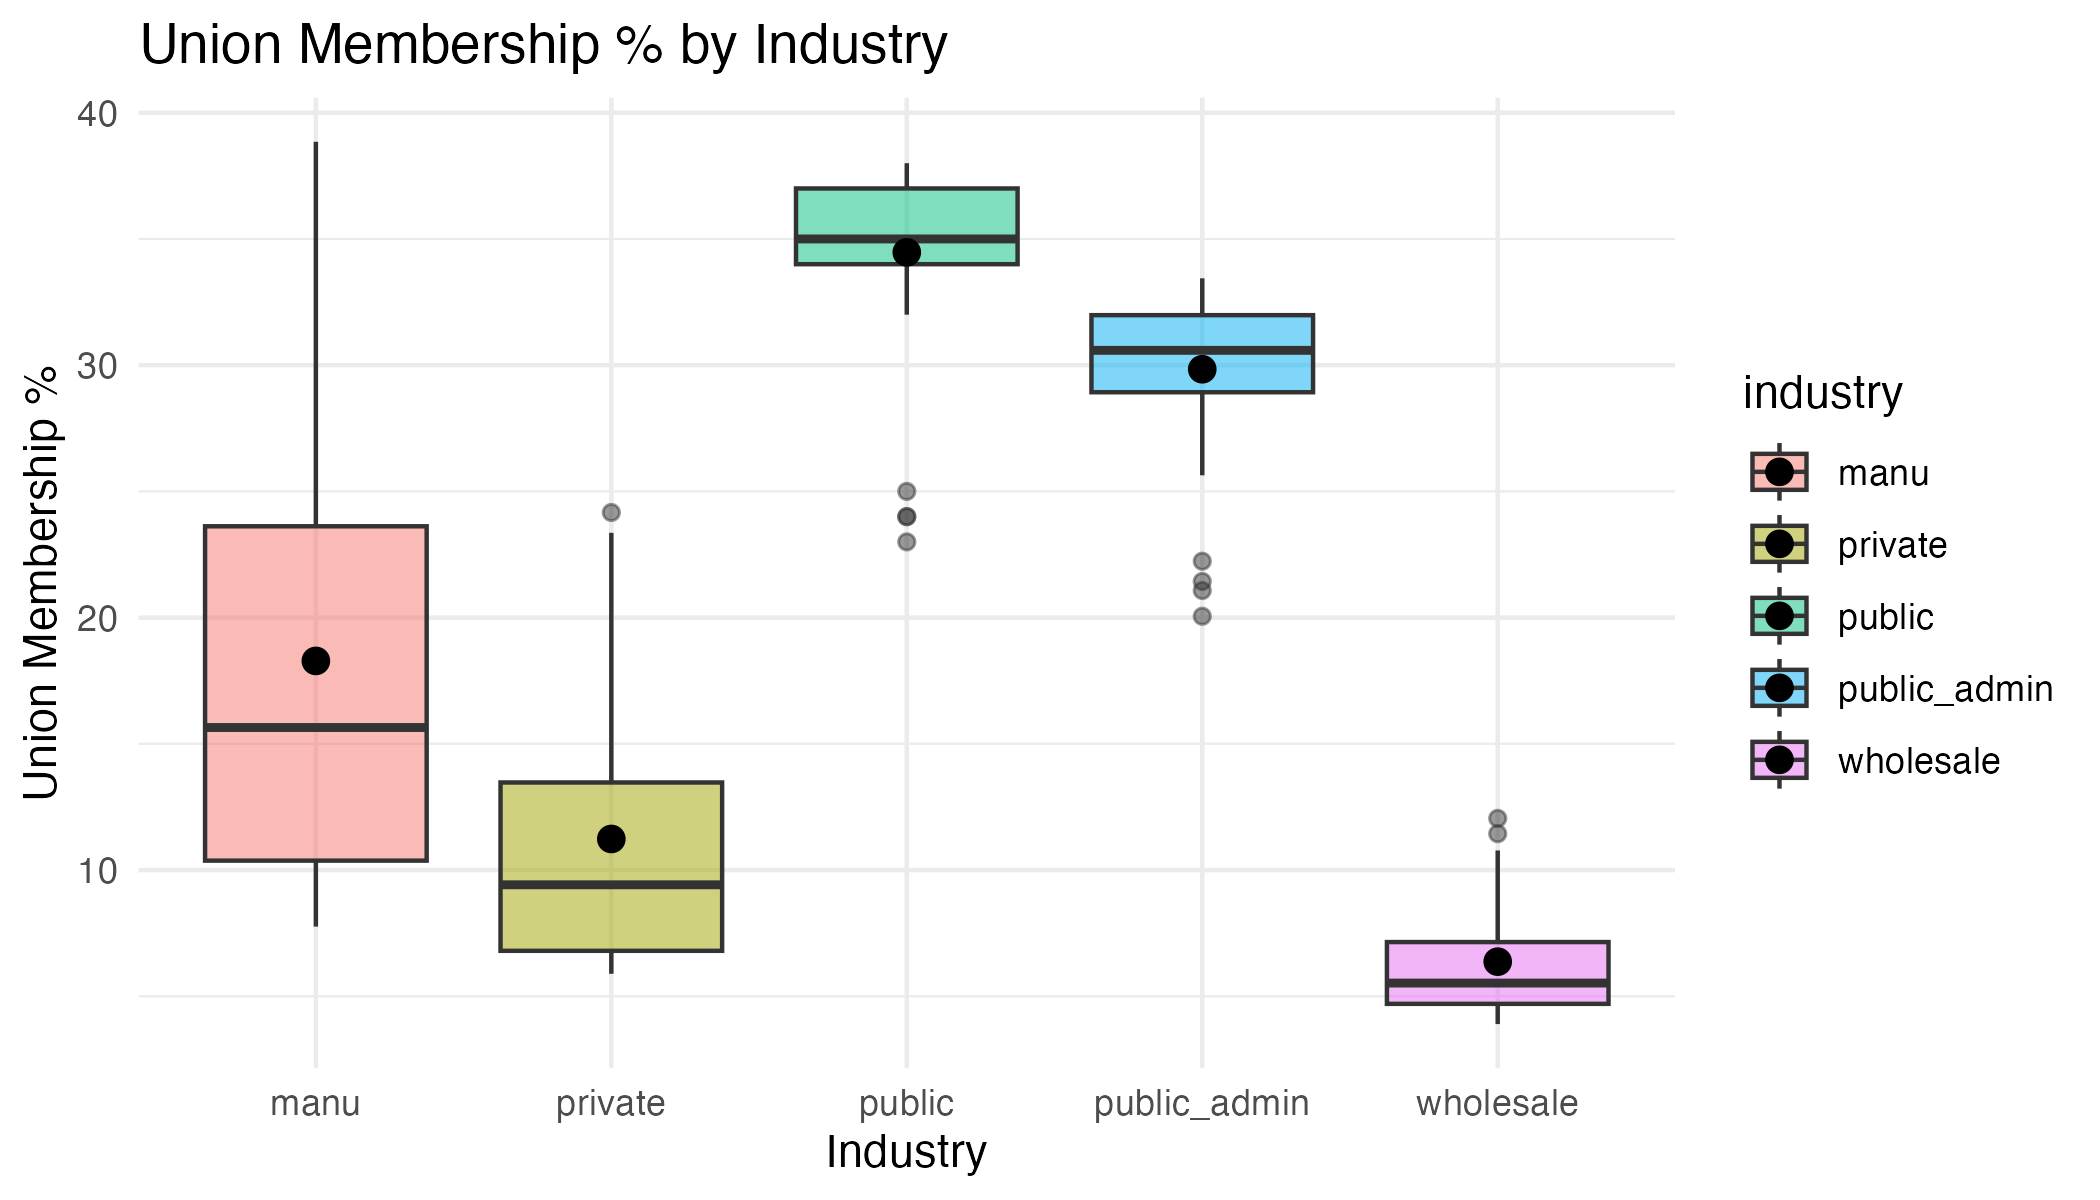 Union Membership % by Industry
Union Membership %
40
30
20
10
manu
private
public
public_admin
wholesale
Industry
industry
manu
private
public
public_admin
wholesale